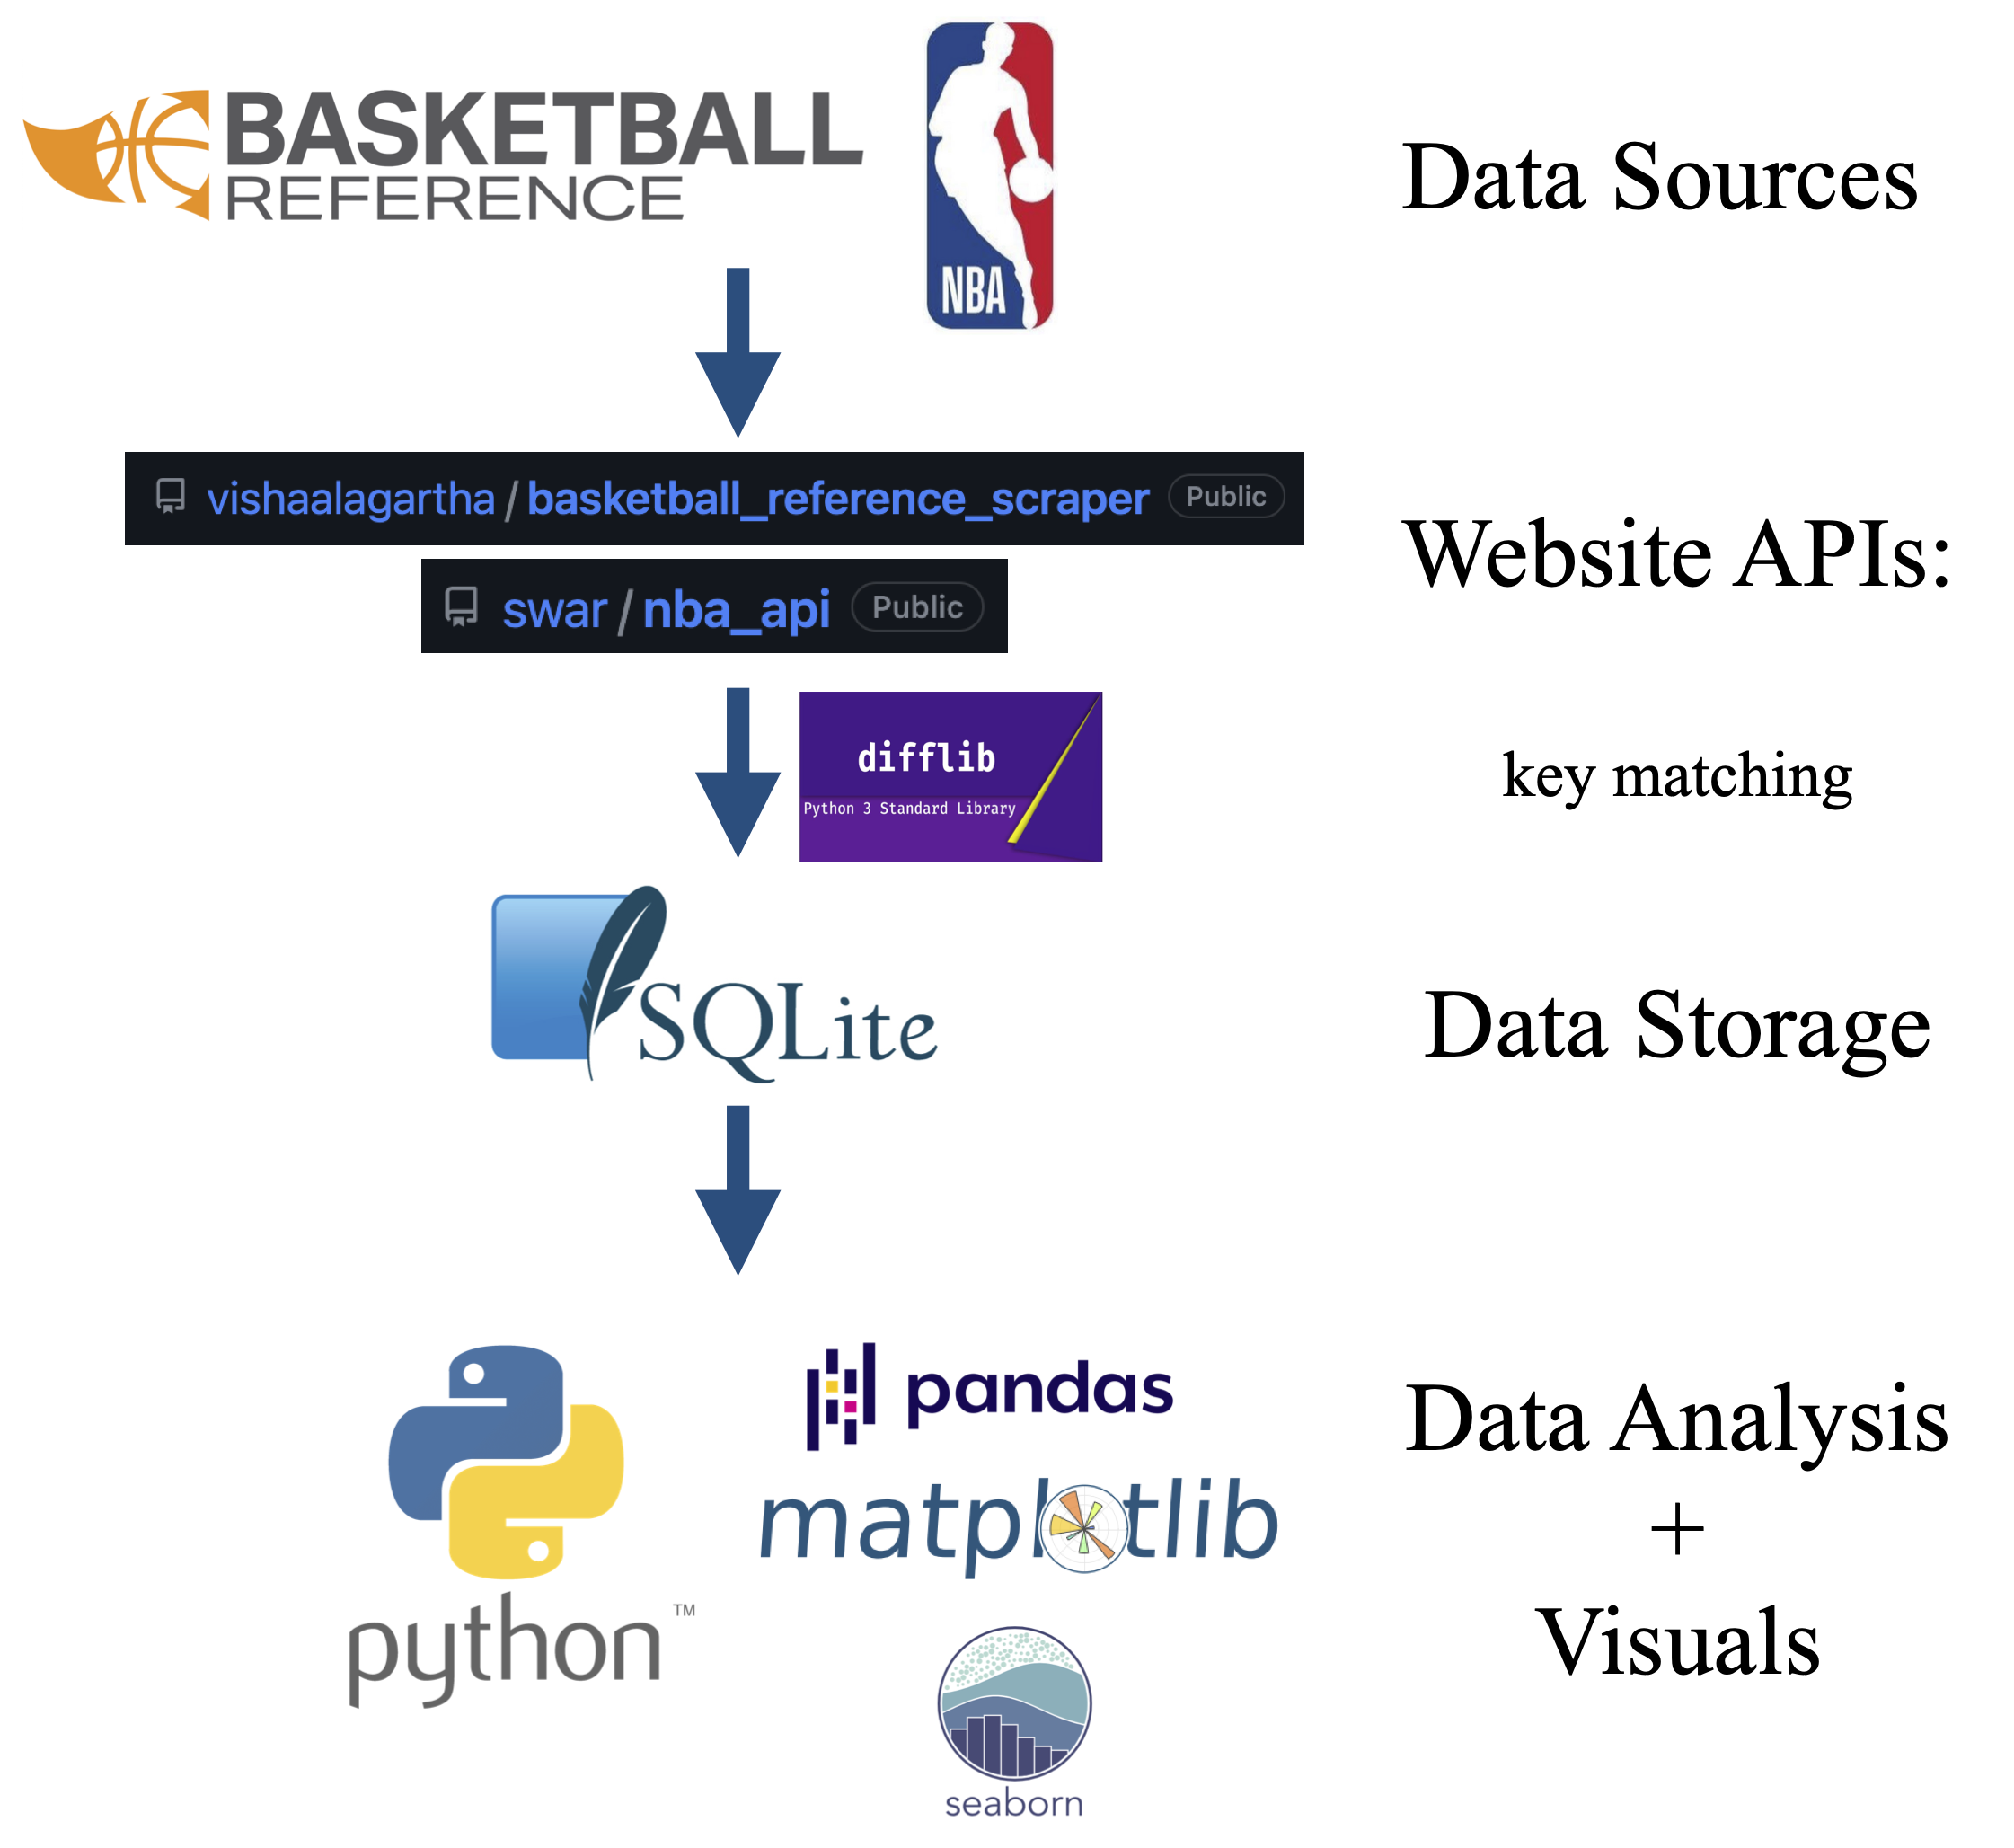 BASKETBALL
REFERENCE
NBA
Data Sources
vishaalagartha/basketball_reference_scraper Public
swar/nba_api Public
Website APIs:
difflib
Python 3 Standard Library
key matching
SQLite
Data Storage
python™
pandas
matplotlib
seaborn
Data Analysis
+
Visuals